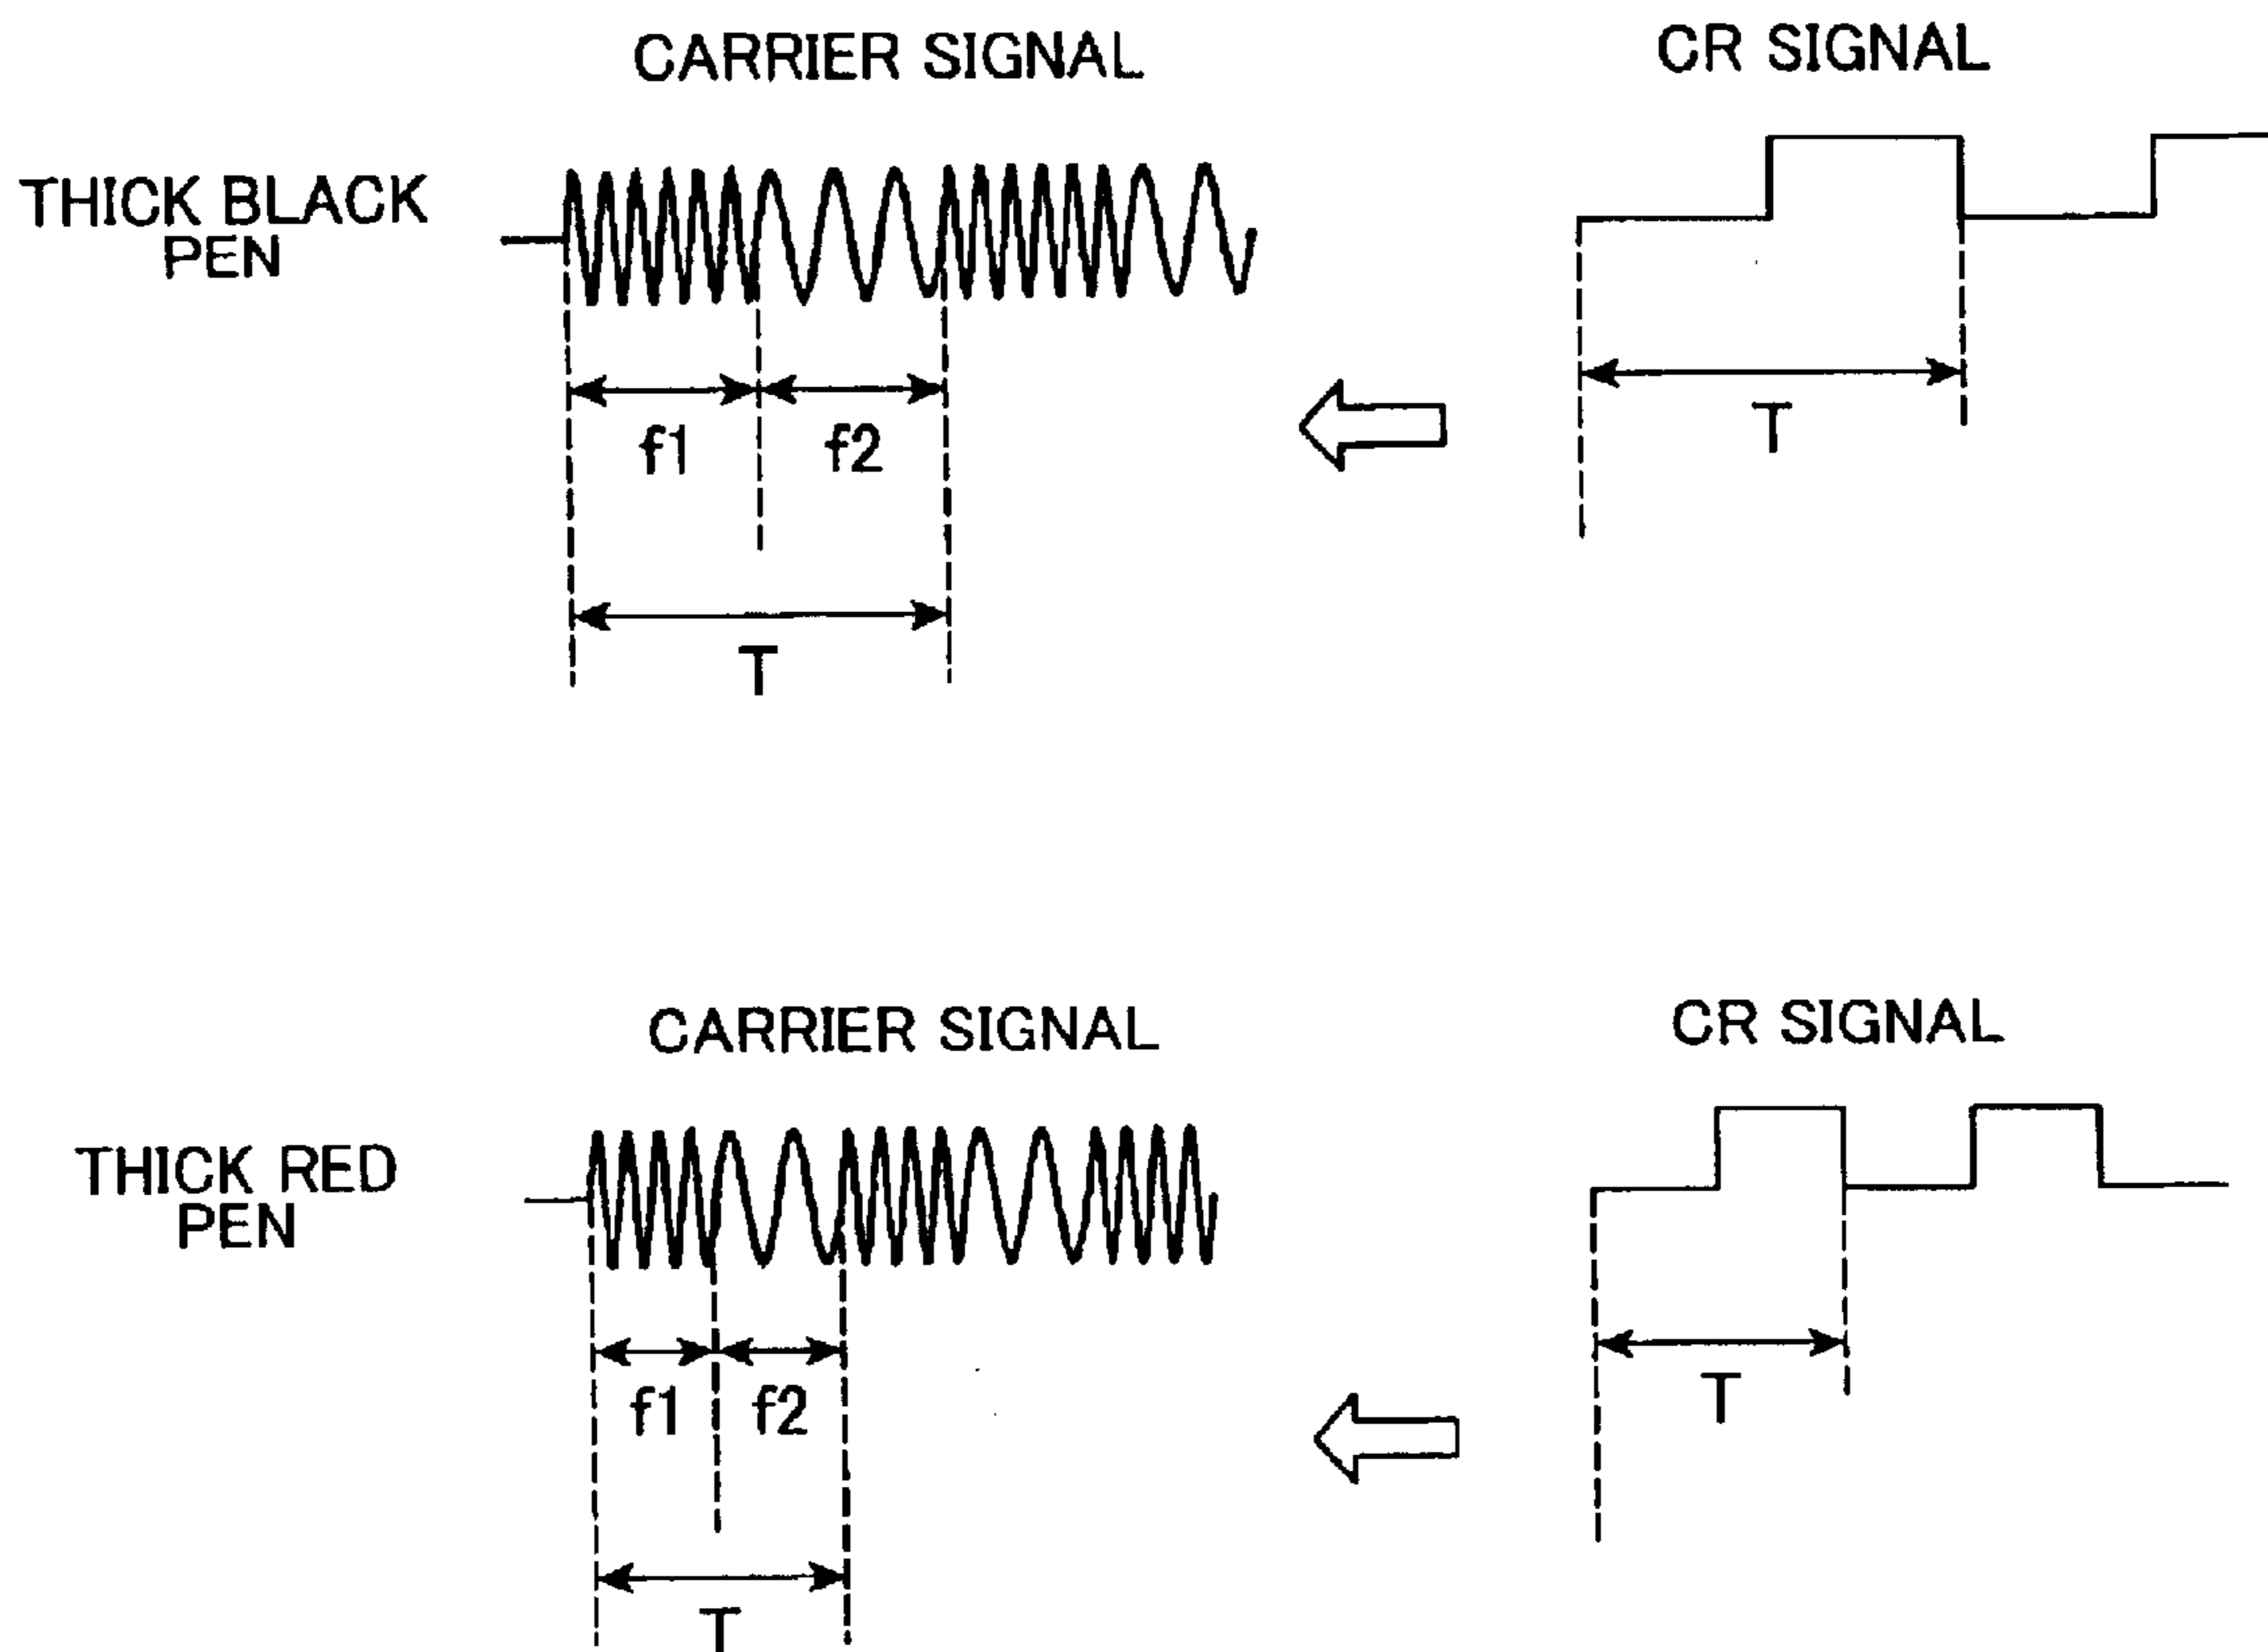 CARRIER SIGNAL
CR SIGNAL
THICK BLACK
PEN
f1
f2
T
T
CARRIER SIGNAL
CR SIGNAL
THICK RED
PEN
f1
f2
T
T